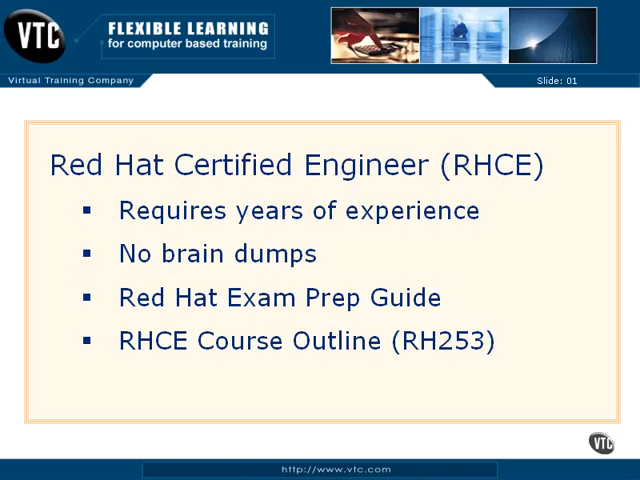 VTC
FLEXIBLE LEARNING
for computer based training
Virtual Training Company
Slide: 01
Red Hat Certified Engineer (RHCE)
▪ Requires years of experience
▪ No brain dumps
▪ Red Hat Exam Prep Guide
▪ RHCE Course Outline (RH253)
VTC
http://www.vtc.com